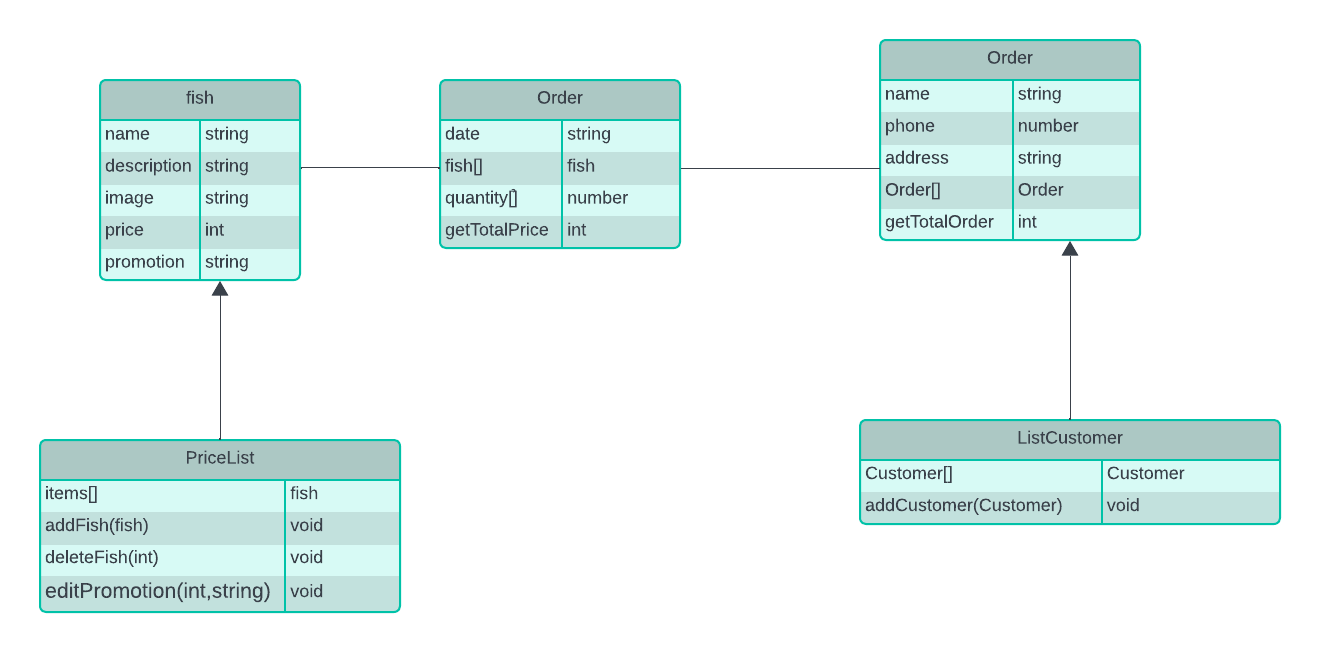 fish
name string
description string
image string
price int
promotion string
Order
date string
fish[] fish
quantity[] number
getTotalPrice int
Order
name string
phone number
address string
Order[] Order
getTotalOrder int
PriceList
items[] fish
addFish(fish) void
deleteFish(int) void
editPromotion(int,string) void
ListCustomer
Customer[] Customer
addCustomer(Customer) void